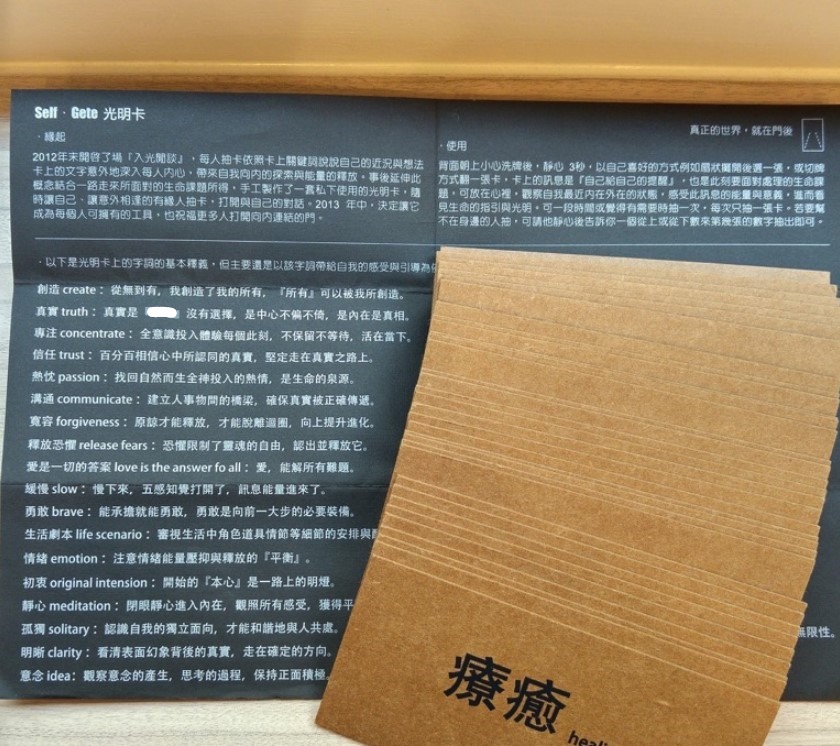 Self · Gete 光明卡
· 緣起
2012年末開啓了場『入光閒談』，每人抽卡依照卡上關鍵詞說說自己的近況與想法
卡上的文字意外地深入每人內心，帶來自我向內的探索與能量的釋放。事後延伸此
概念結合一路走來所面對的生命課題所得，手工製作了一套私下使用的光明卡，隨
時讓自己、讓意外相逢的有緣人抽卡，打開與自己的對話。2013 年中，決定讓它
成為每個人可擁有的工具，也祝福更多人打開向內連結的門。
真正的世界，就在門後
· 使用
背面朝上小心洗牌後，靜心 3秒，以自己喜好的方式例如扇狀攤開後選一張，或切牌
方式翻一張卡，卡上的訊息是『自己給自己的提醒』，也是此刻要面對處理的生命課
題，可放在心裡，觀察自我最近內在外在的狀態，感受此訊息的能量與意義，進而看
見生命的指引與光明。可一段時間或覺得有需要時抽一次，每次只抽一張卡。若要幫
不在身邊的人抽，可請他靜心後告訴你一個從上或從下數來第幾張的數字抽出即可。
· 以下是光明卡上的字詞的基本釋義，但主要還是以該字詞帶給自我的感受與引導為
創造 create： 從無到有，我創造了我的所有，『所有』可以被我所創造。
真實 truth： 真實是 沒有選擇，是中心不偏不倚，是內在是真相。
專注 concentrate： 全意識投入體驗每個此刻，不保留不等待，活在當下。
信任 trust： 百分百相信心中所認同的真實，堅定走在真實之路上。
熱忱 passion： 找回自然而生全神投入的熱情，是生命的泉源。
溝通 communicate： 建立人事物間的橋梁，確保真實被正確傳遞。
寬容 forgiveness： 原諒才能釋放，才能脫離迴圈，向上提升進化。
釋放恐懼 release fears： 恐懼限制了靈魂的自由，認出並釋放它。
愛是一切的答案 love is the answer fo all： 愛，能解所有難題。
緩慢 slow： 慢下來，五感知覺打開了，訊息能量進來了。
勇敢 brave： 能承擔就能勇敢，勇敢是向前一大步的必要裝備。
生活劇本 life scenario： 審視生活中角色道具情節等細節的安排與
情緒 emotion： 注意情緒能量壓抑與釋放的『平衡』。
初衷 original intension： 開始的『本心』是一路上的明燈。
靜心 meditation： 閉眼靜心進入內在，觀照所有感受，獲得平
孤獨 solitary： 認識自我的獨立面向，才能和諧地與人共處。
無限性。
明晰 clarity： 看清表面幻象背後的真實，走在確定的方向。
意念 idea： 觀察意念的產生，思考的過程，保持正面積極。
療癒